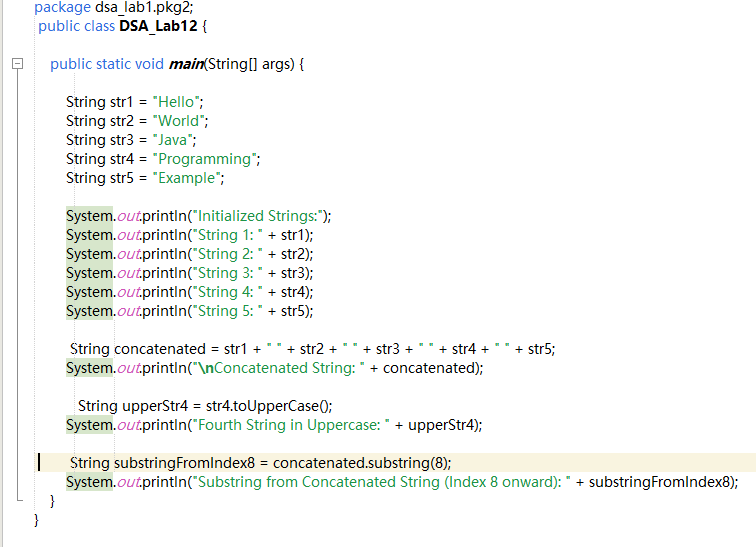 package dsa_lab1.pkg2;
public class DSA_Lab12 {
public static void main(String[] args) {
String str1 = "Hello";
String str2 = "World";
String str3 = "Java";
String str4 = "Programming";
String str5 = "Example";
System.out.println("Initialized Strings:");
System.out.println("String 1: " + str1);
System.out.println("String 2: " + str2);
System.out.println("String 3: " + str3);
System.out.println("String 4: " + str4);
System.out.println("String 5: " + str5);
String concatenated = str1 + " " + str2 + " " + str3 + " " + str4 + " " + str5;
System.out.println("\nConcatenated String: " + concatenated);
String upperStr4 = str4.toUpperCase();
System.out.println("Fourth String in Uppercase: " + upperStr4);
String substringFromIndex8 = concatenated.substring(8);
System.out.println("Substring from Concatenated String (Index 8 onward): " + substringFromIndex8);
}
}